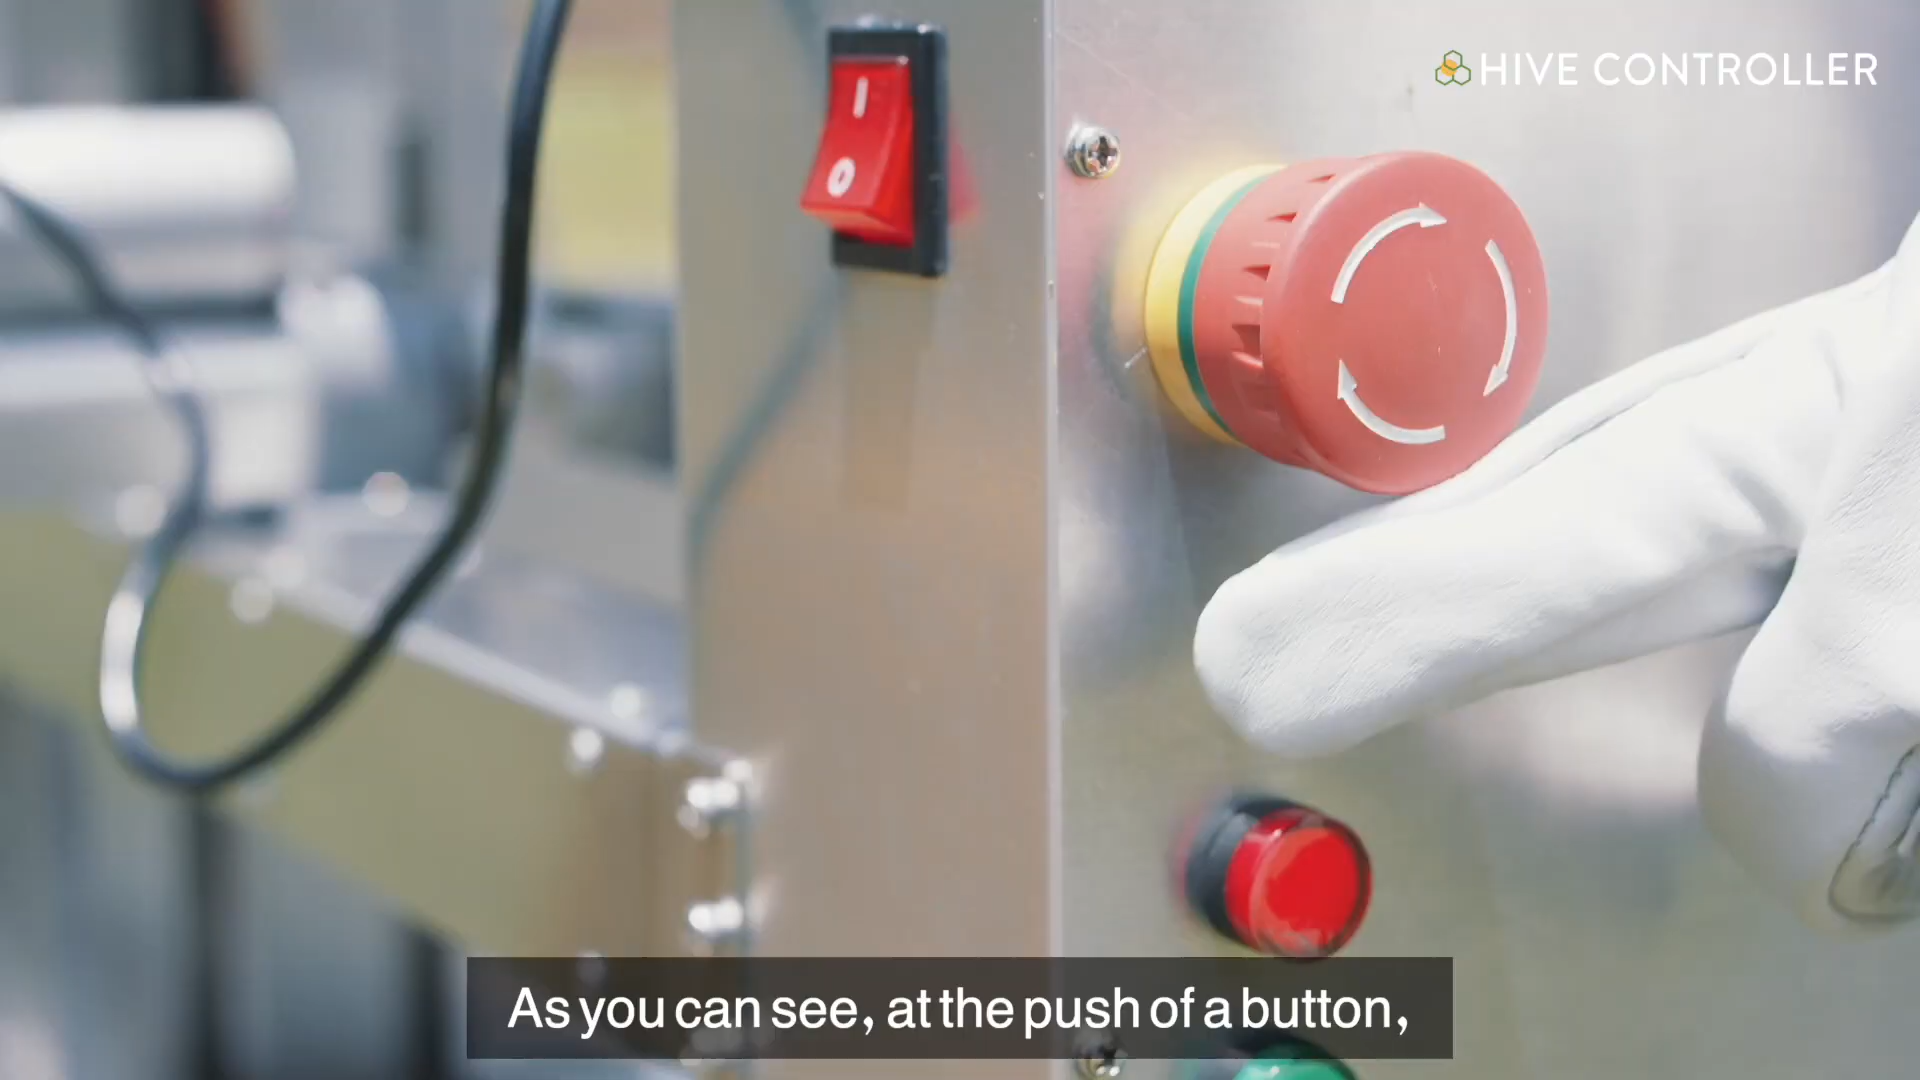 HIVE CONTROLLER
I
O
As you can see, at the push of a button,